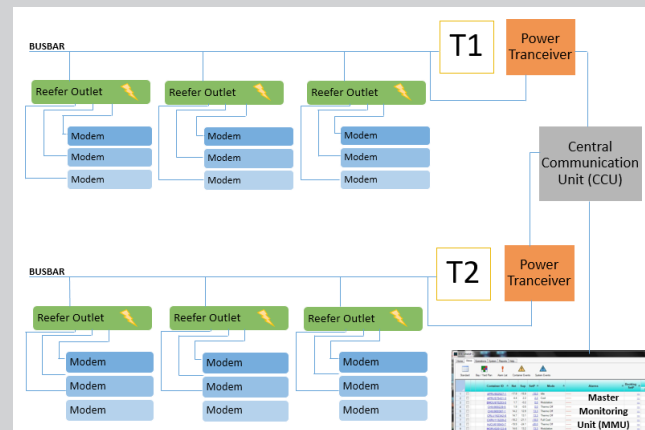 BUSBAR
T1
Power
Tranceiver
Reefer Outlet
Reefer Outlet
Reefer Outlet
Modem
Modem
Modem
Modem
Modem
Modem
Modem
Modem
Modem
Central
Communication
Unit (CCU)
BUSBAR
T2
Power
Tranceiver
Reefer Outlet
Reefer Outlet
Reefer Outlet
Modem
Modem
Modem
Modem
Modem
Modem
Modem
Modem
Modem
Master
Monitoring
Unit (MMU)